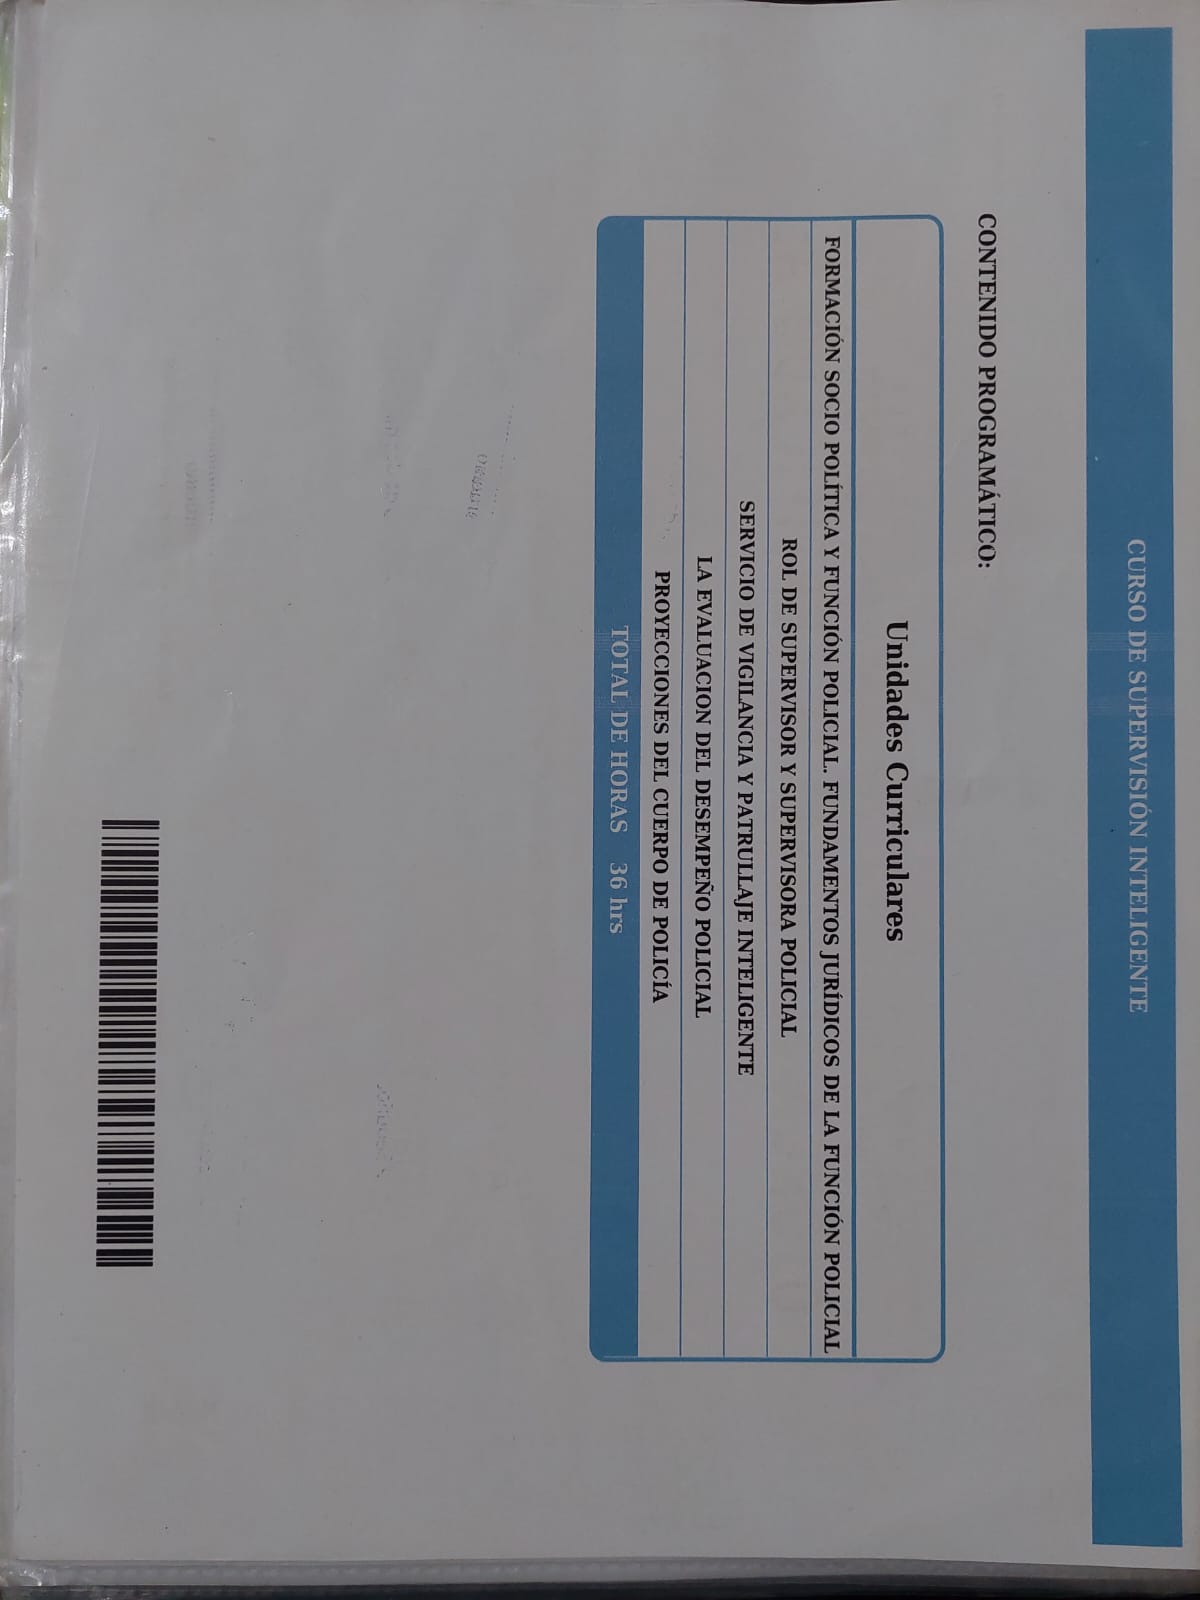 CURSO DE SUPERVISIÓN INTELIGENTE
CONTENIDO PROGRAMÁTICO:
Unidades Curriculares
FORMACIÓN SOCIO POLÍTICA Y FUNCIÓN POLICIAL. FUNDAMENTOS JURÍDICOS DE LA FUNCIÓN POLICIAL
ROL DE SUPERVISOR Y SUPERVISORA POLICIAL
SERVICIO DE VIGILANCIA Y PATRULLAJE INTELIGENTE
LA EVALUACION DEL DESEMPEÑO POLICIAL
PROYECCIONES DEL CUERPO DE POLICÍA
TOTAL DE HORAS 36 hrs